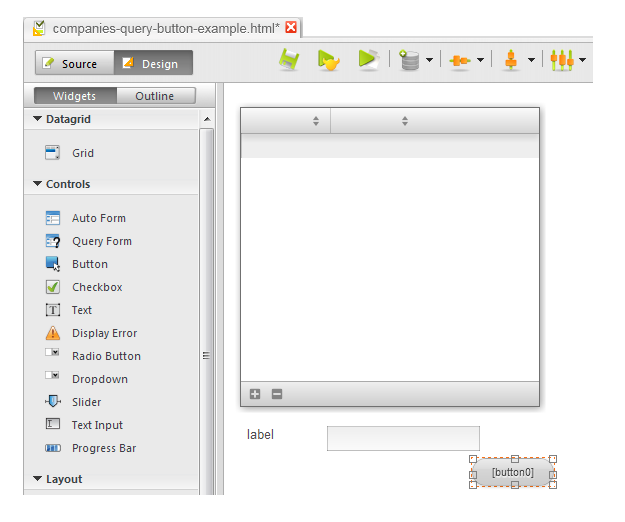 companies-query-button-example.html*
Source Design
Widgets Outline
Datagrid
Grid
Controls
Auto Form
Query Form
Button
Checkbox
Text
Display Error
Radio Button
Dropdown
Slider
Text Input
Progress Bar
Layout
label
[button0]